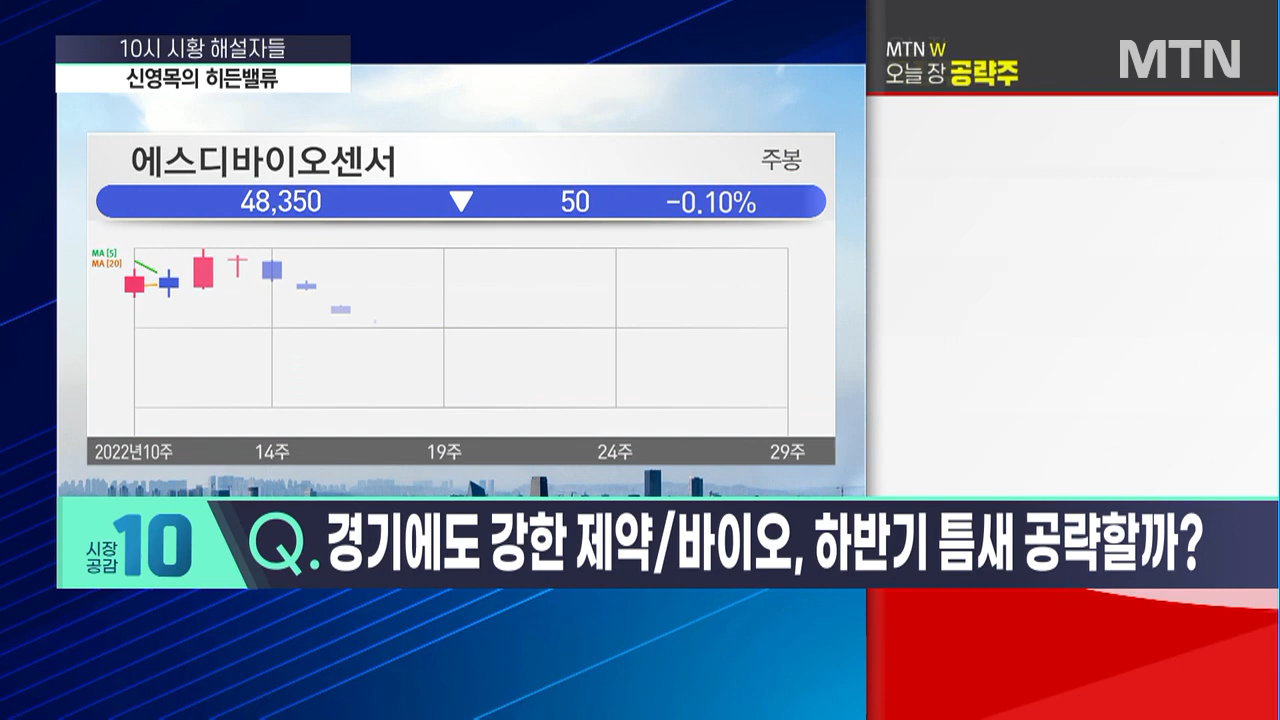 10시 시황 해설자들
신영목의 히든밸류
MTN W
오늘 장 공략주
MTN
에스디바이오센서
주봉
48,350 ▼ 50 -0.10%
MA [5]
MA [20]
2022년10주 14주 19주 24주 29주
시장
공감
10
Q. 경기에도 강한 제약/바이오, 하반기 틈새 공략할까?